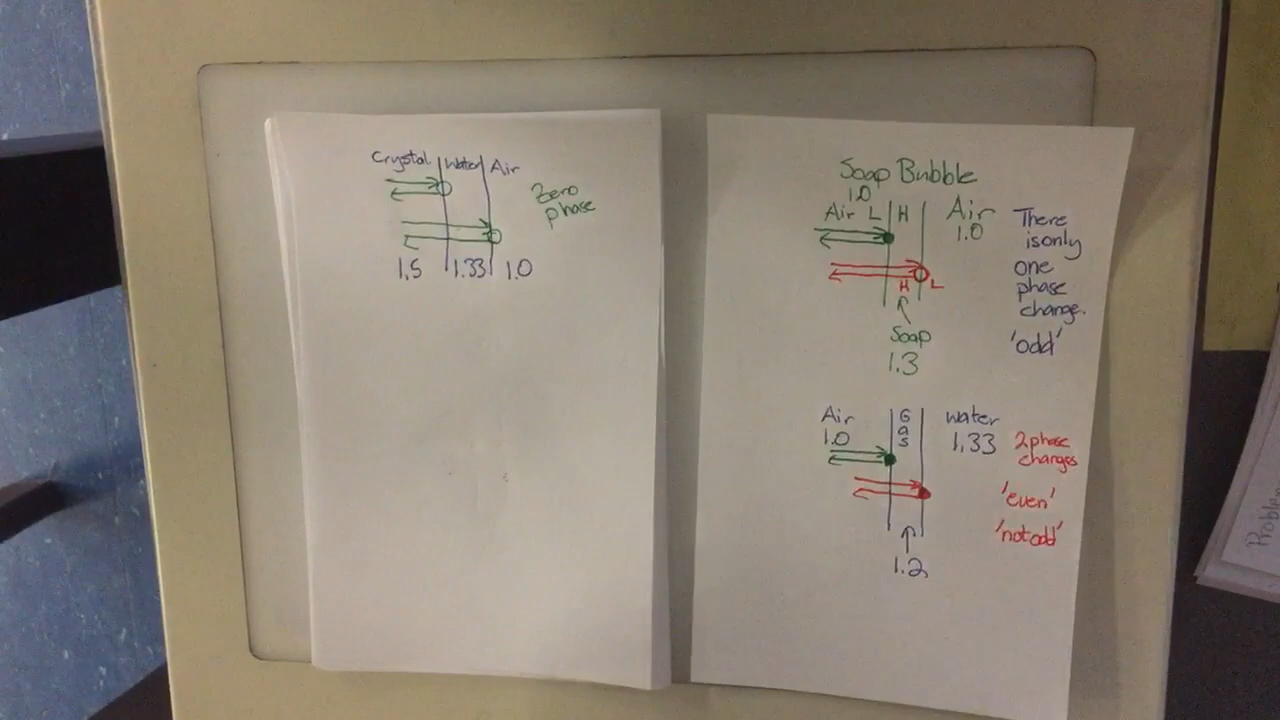 Crystal Water Air
Zero
phase
1.5 1.33 1.0
Soap Bubble
1.0
Air L H Air
1.0
There
is only
one
phase
change.
'odd'
H L
Soap
1.3
Air Gas water
1.0 1.33
2 phase
changes
'even'
'not odd'
1.2
Proble